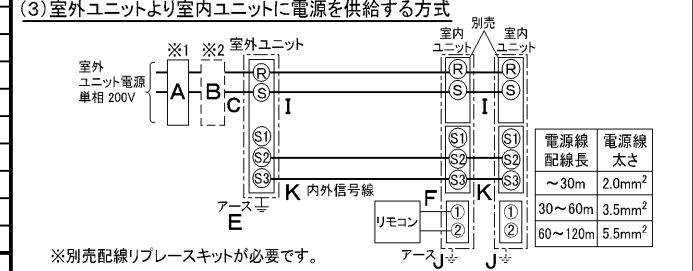 (3)室外ユニットより室内ユニットに電源を供給する方式
別売
※1 ※2 室外ユニット 室内ユニット 室内ユニット
室外
ユニット電源
単相 200V
A B C I I
R R R
S S S
S1 S1 S1
S2 S2 S2
S3 S3 S3
K 内外信号線 F K
アース
E
リモコン
① ①
② ②
アース J J
電源線配線長 電源線太さ
～30m 2.0mm²
30～60m 3.5mm²
60～120m 5.5mm²
※別売配線リプレースキットが必要です。